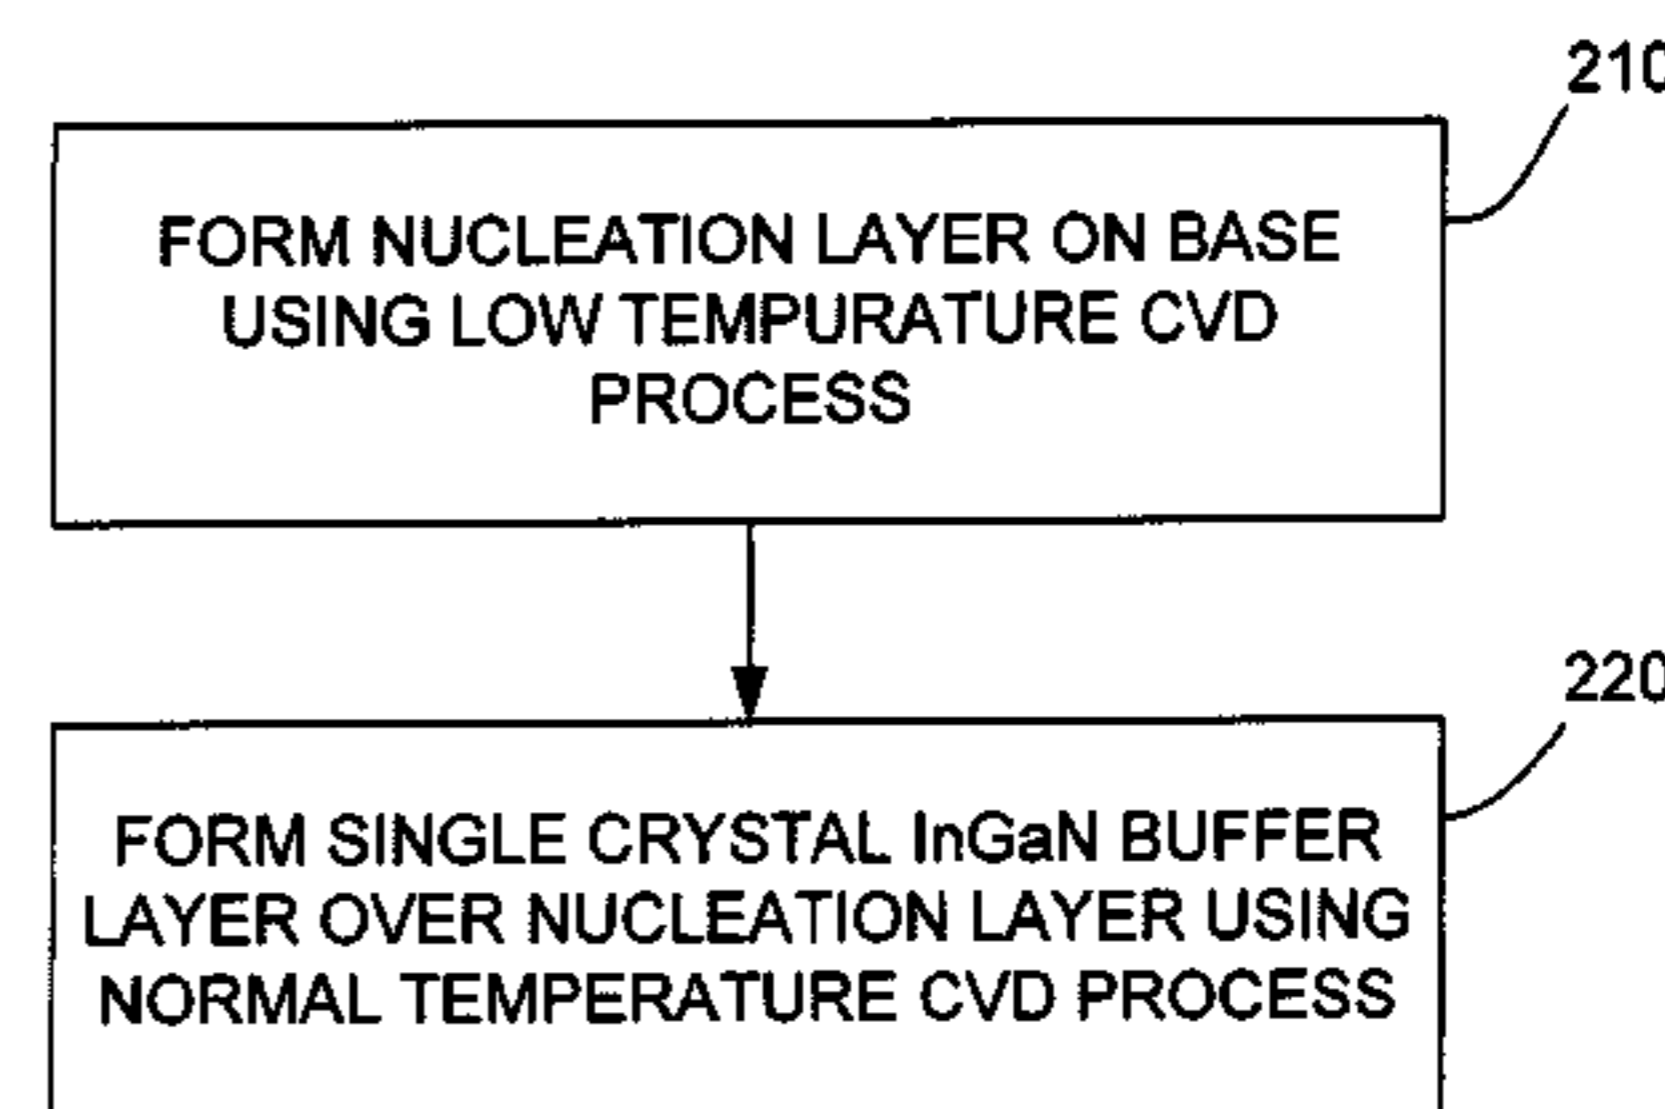 210
FORM NUCLEATION LAYER ON BASE
USING LOW TEMPURATURE CVD
PROCESS
220
FORM SINGLE CRYSTAL InGaN BUFFER
LAYER OVER NUCLEATION LAYER USING
NORMAL TEMPERATURE CVD PROCESS